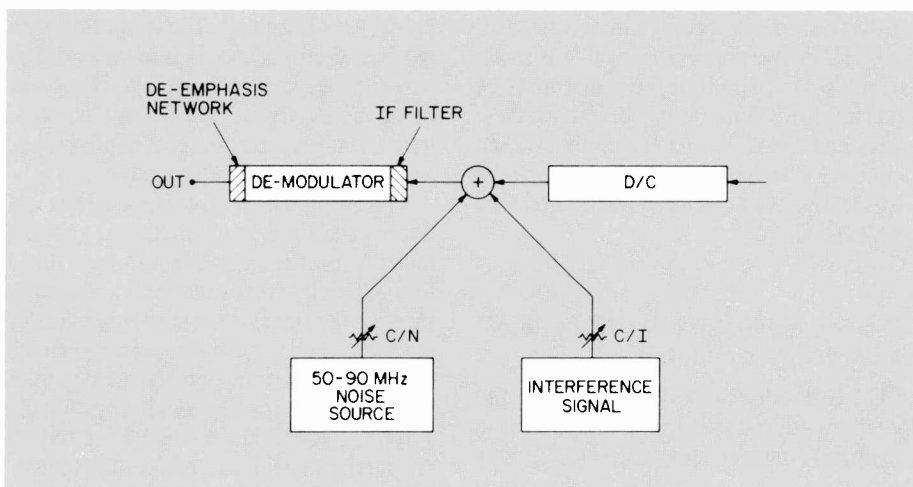 DE-EMPHASIS
NETWORK
IF FILTER
OUT
DE-MODULATOR
+
D/C
C/N
C/I
50-90 MHz
NOISE
SOURCE
INTERFERENCE
SIGNAL